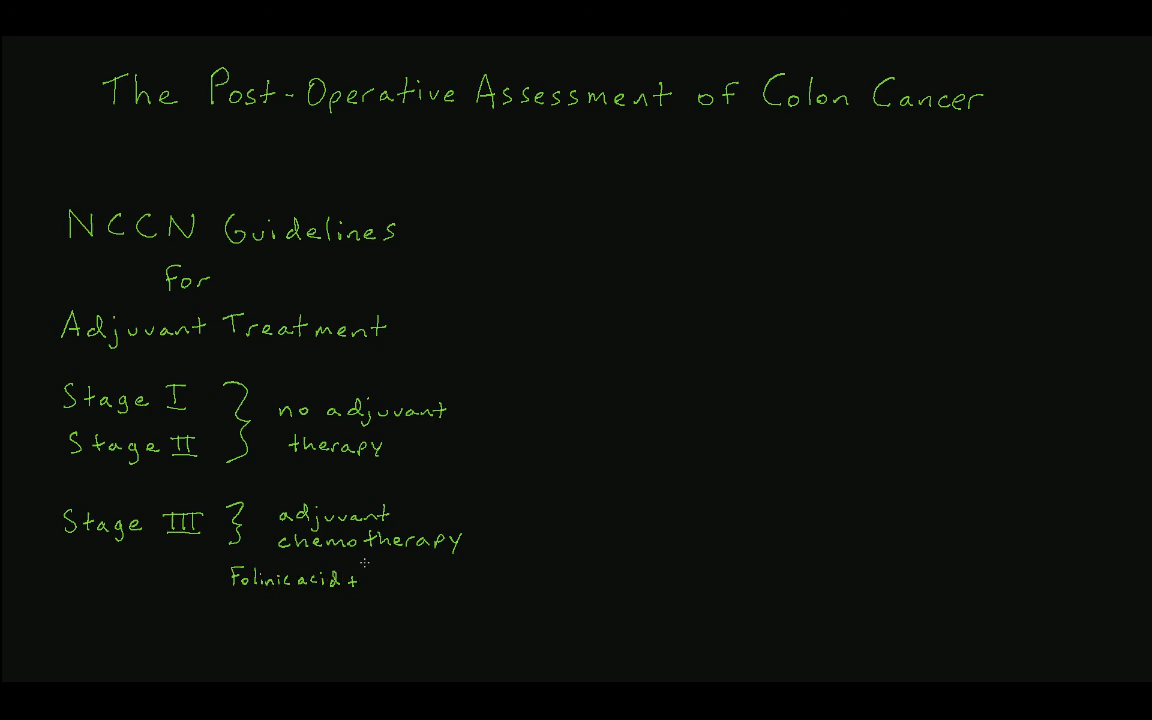 The Post-Operative Assessment of Colon Cancer
NCCN Guidelines
for
Adjuvant Treatment
Stage I } no adjuvant
Stage II therapy
Stage III } adjuvant
chemotherapy
Folinic acid +